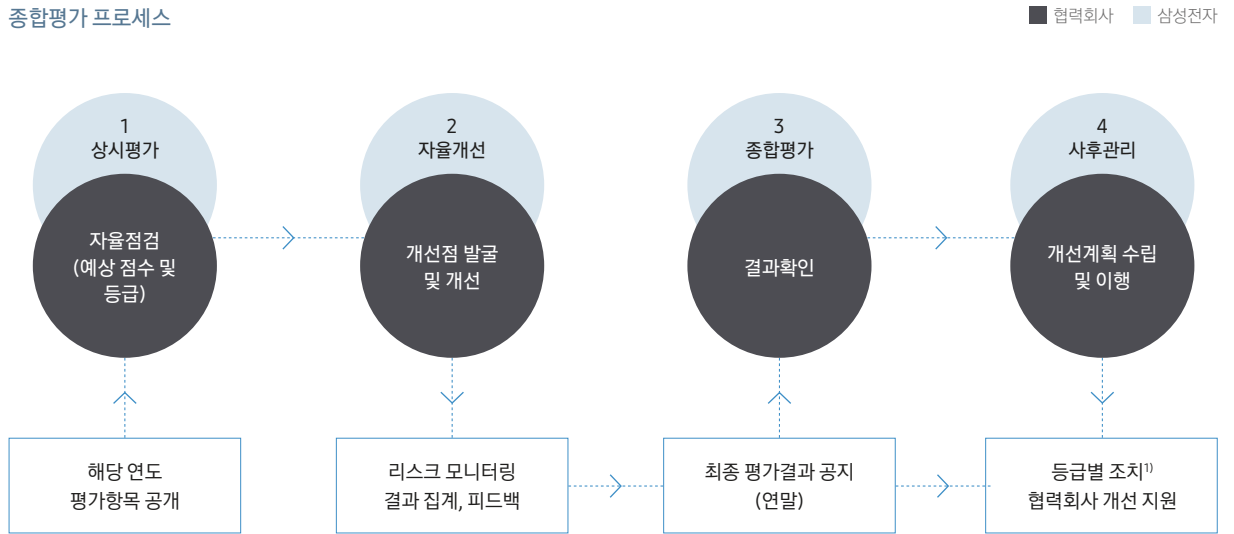 종합평가 프로세스
협력회사
삼성전자
1
상시평가
자율점검
(예상 점수 및
등급)
해당 연도
평가항목 공개
2
자율개선
개선점 발굴
및 개선
리스크 모니터링
결과 집계, 피드백
3
종합평가
결과확인
최종 평가결과 공지
(연말)
4
사후관리
개선계획 수립
및 이행
등급별 조치¹⁾
협력회사 개선 지원